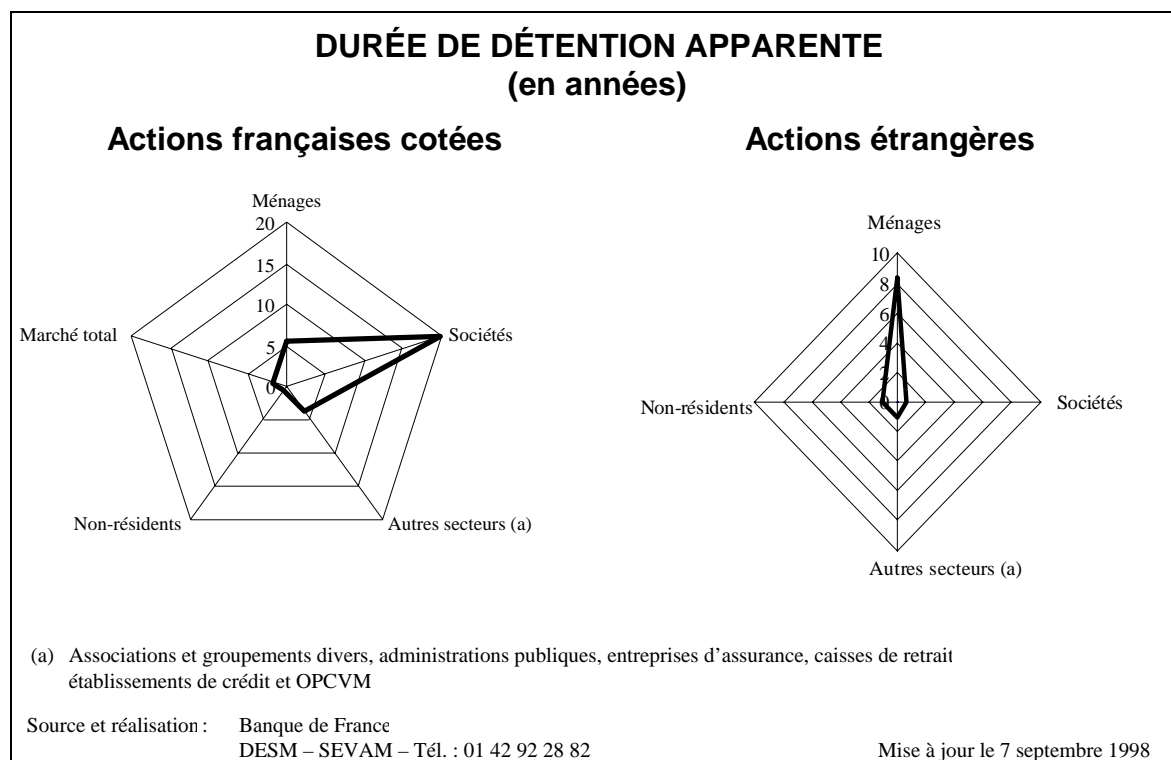 DURÉE DE DÉTENTION APPARENTE
(en années)
Actions françaises cotées
Ménages
20
15
10
5
0
Sociétés
Autres secteurs (a)
Non-résidents
Marché total
Actions étrangères
Ménages
10
8
6
4
2
0
Sociétés
Autres secteurs (a)
Non-résidents
(a) Associations et groupements divers, administrations publiques, entreprises d'assurance, caisses de retrait
établissements de crédit et OPCVM
Source et réalisation : Banque de France
DESM – SEVAM – Tél. : 01 42 92 28 82
Mise à jour le 7 septembre 1998